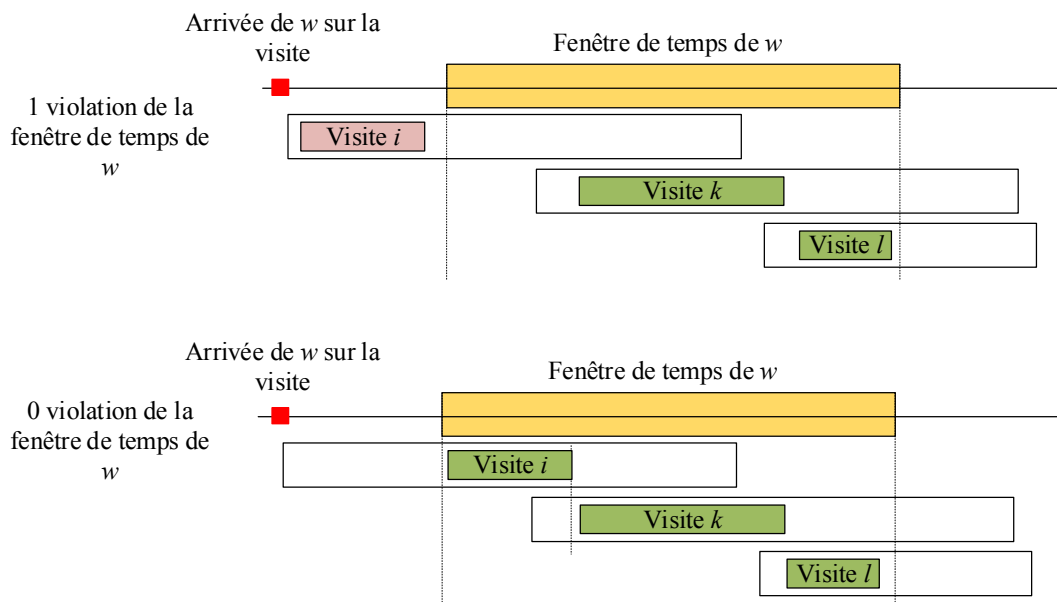 Arrivée de w sur la
visite
Fenêtre de temps de w
1 violation de la
fenêtre de temps de
w
Visite i
Visite k
Visite l
Arrivée de w sur la
visite
Fenêtre de temps de w
0 violation de la
fenêtre de temps de
w
Visite i
Visite k
Visite l